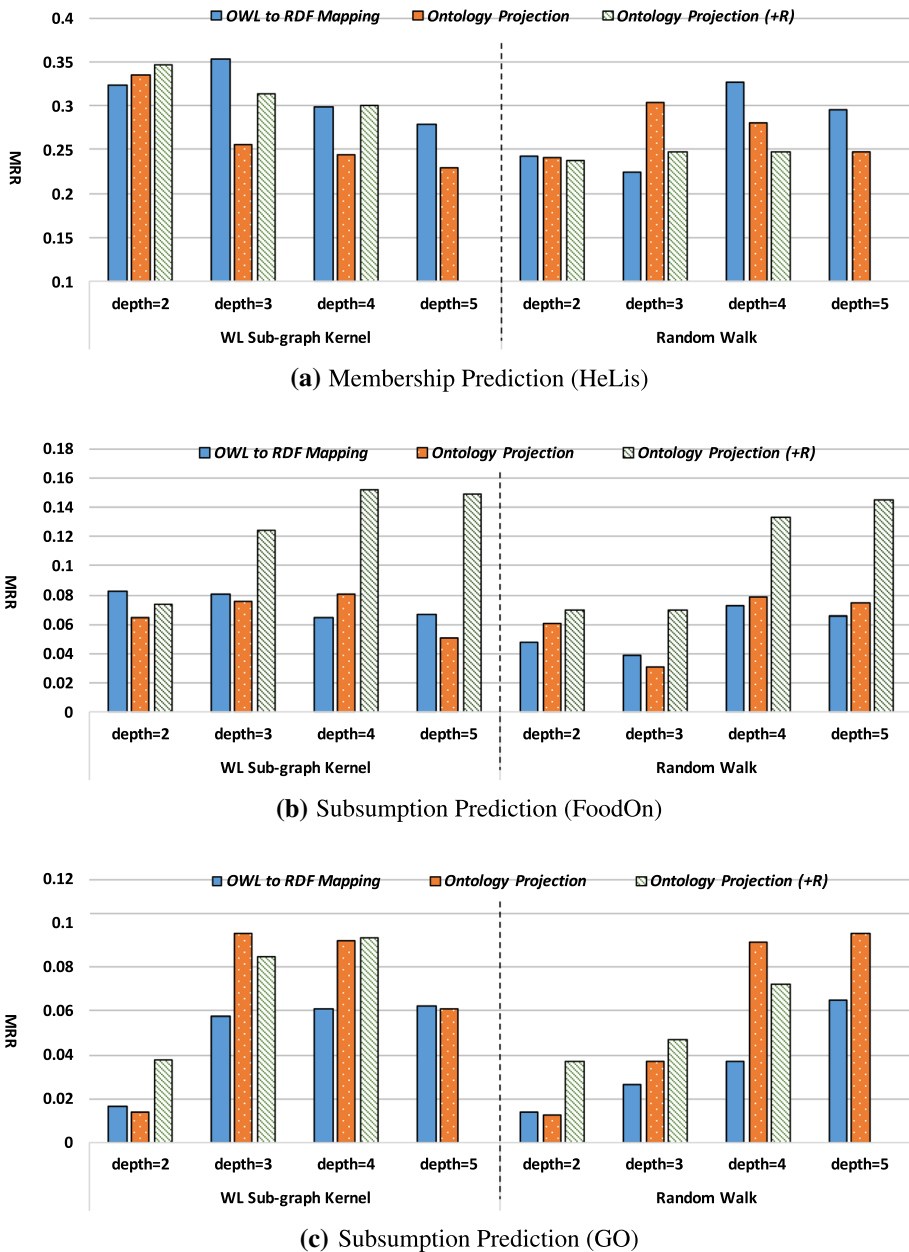 OWL to RDF Mapping Ontology Projection Ontology Projection (+R)
0.4
0.35
0.3
0.25
0.2
0.15
0.1
MRR
depth=2 depth=3 depth=4 depth=5 depth=2 depth=3 depth=4 depth=5
WL Sub-graph Kernel Random Walk
(a) Membership Prediction (HeLis)
OWL to RDF Mapping Ontology Projection Ontology Projection (+R)
0.18
0.16
0.14
0.12
0.1
0.08
0.06
0.04
0.02
0
MRR
depth=2 depth=3 depth=4 depth=5 depth=2 depth=3 depth=4 depth=5
WL Sub-graph Kernel Random Walk
(b) Subsumption Prediction (FoodOn)
OWL to RDF Mapping Ontology Projection Ontology Projection (+R)
0.12
0.1
0.08
0.06
0.04
0.02
0
MRR
depth=2 depth=3 depth=4 depth=5 depth=2 depth=3 depth=4 depth=5
WL Sub-graph Kernel Random Walk
(c) Subsumption Prediction (GO)